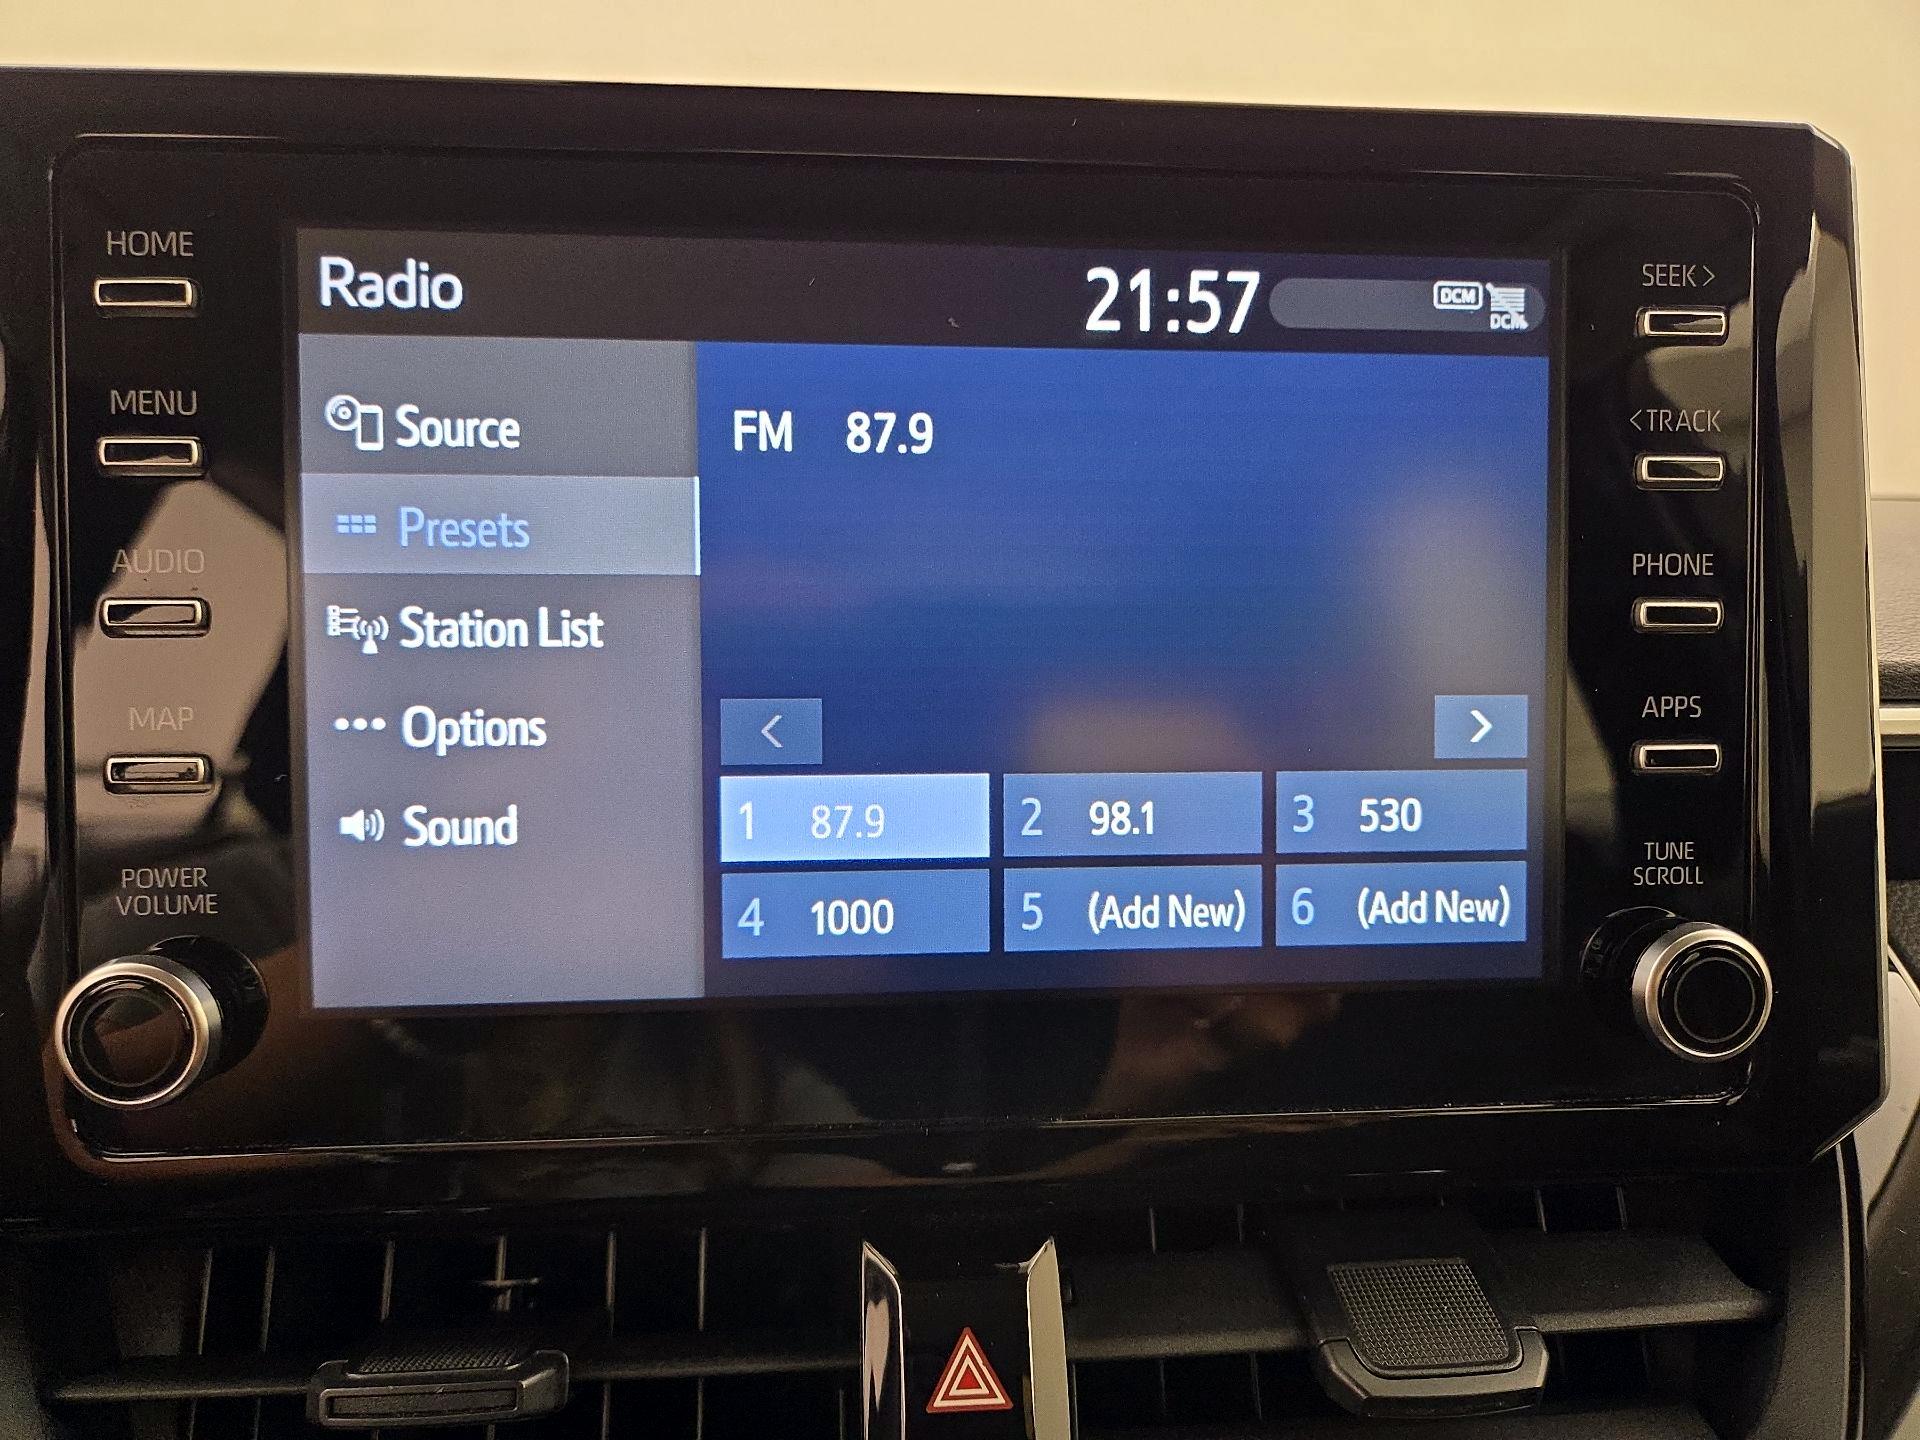 HOME
MENU
AUDIO
MAP
POWER
VOLUME
Radio
21:57
DCM
DCM
Source
Presets
Station List
Options
Sound
FM 87.9
<
>
1 87.9
2 98.1
3 530
4 1000
5 (Add New)
6 (Add New)
SEEK>
<TRACK
PHONE
APPS
TUNE
SCROLL